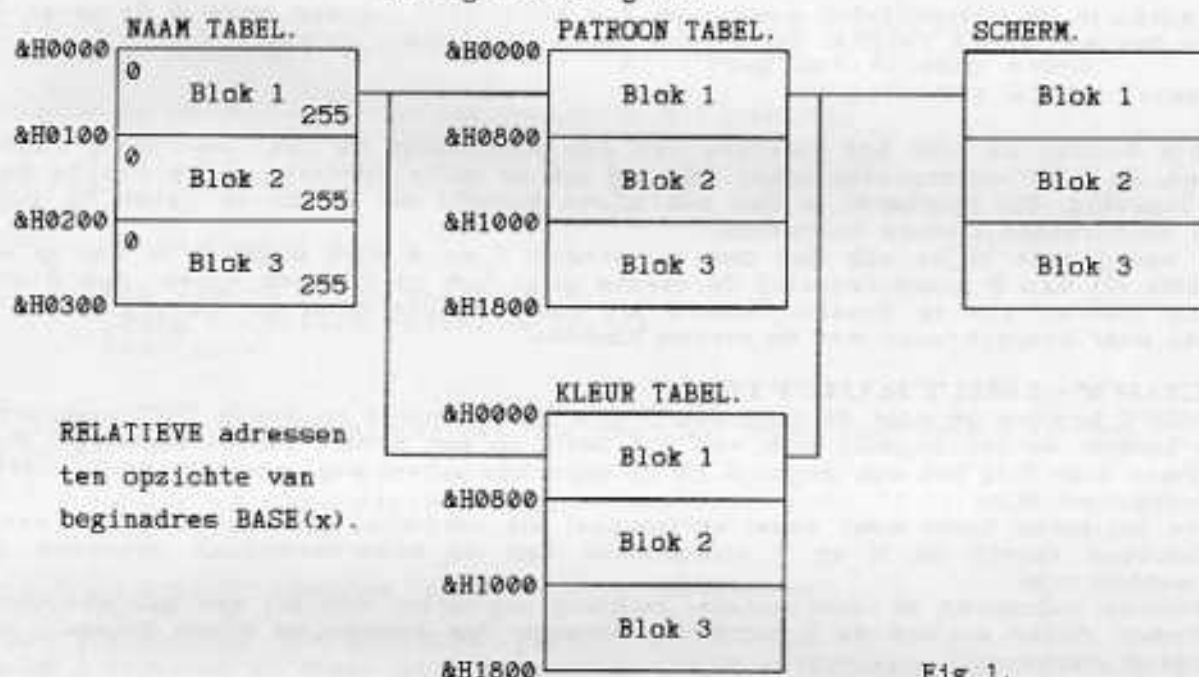 NAAM TABEL. PATROON TABEL. SCHERM.
&H0000 &H0000
0 Blok 1 255 Blok 1 Blok 1
&H0100 &H0800
0 Blok 2 255 Blok 2 Blok 2
&H0200 &H1000
0 Blok 3 255 Blok 3 Blok 3
&H0300 &H1800
KLEUR TABEL.
&H0000
RELATIEVE adressen
Blok 1
ten opzichte van
&H0800
beginadres BASE(x).
Blok 2
&H1000
Blok 3
&H1800
Fig 1.